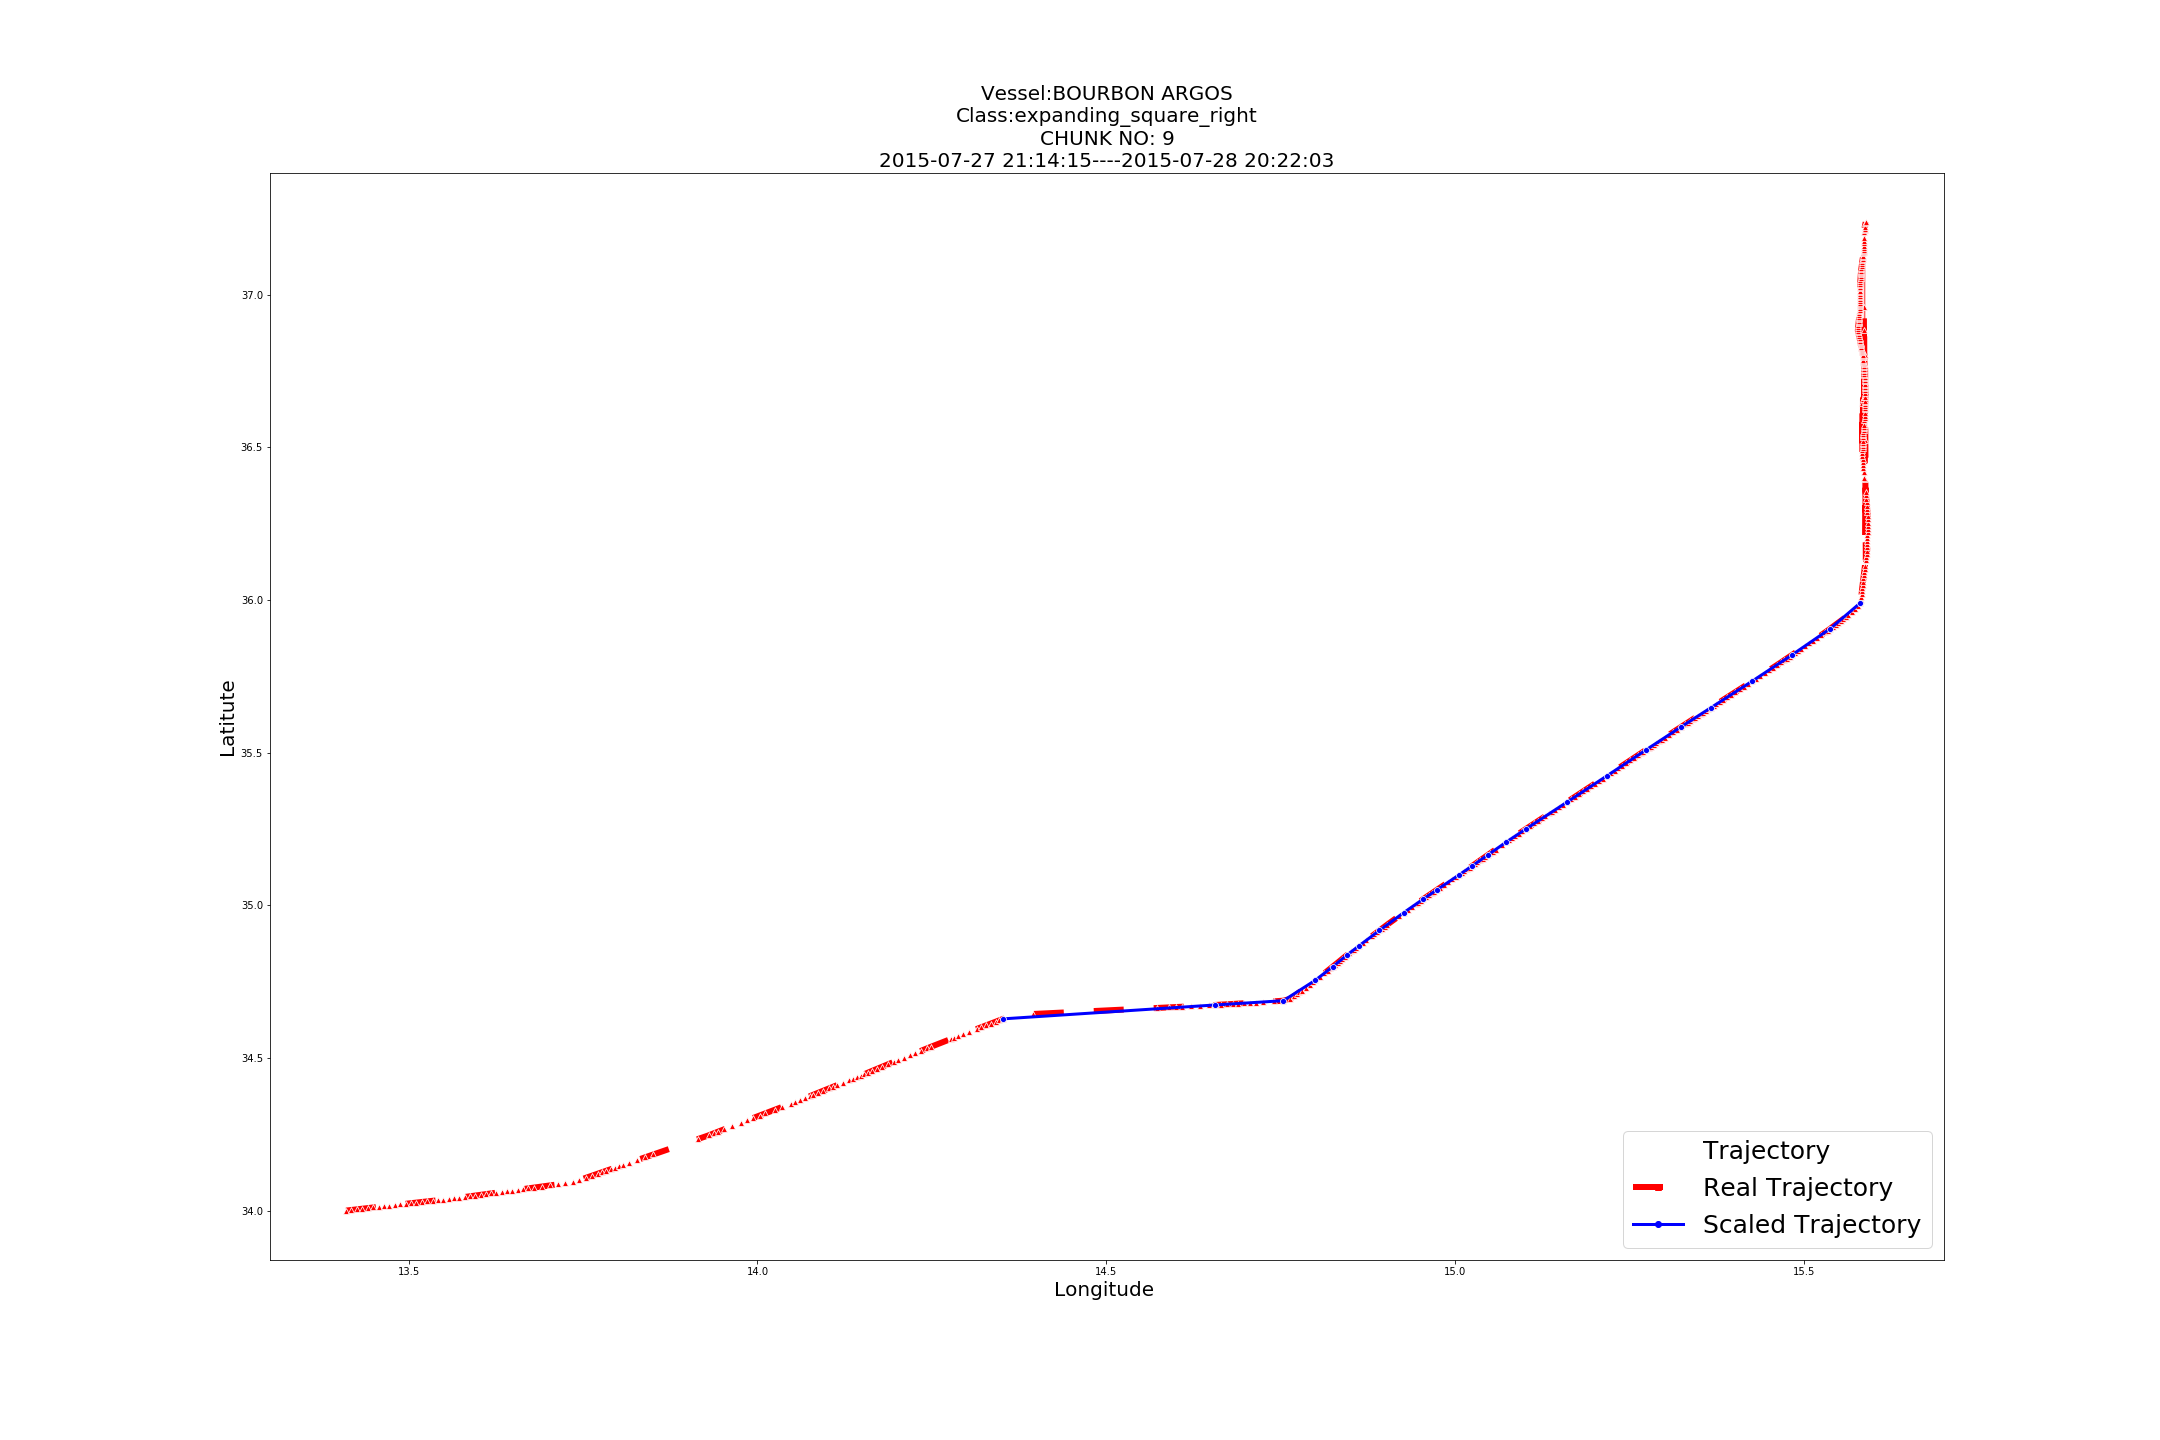 Vessel:BOURBON ARGOS
Class:expanding_square_right
CHUNK NO: 9
2015-07-27 21:14:15----2015-07-28 20:22:03
37.0
36.5
36.0
35.5
35.0
34.5
34.0
Latitute
13.5 14.0 14.5 15.0 15.5
Longitude
Trajectory
Real Trajectory
Scaled Trajectory